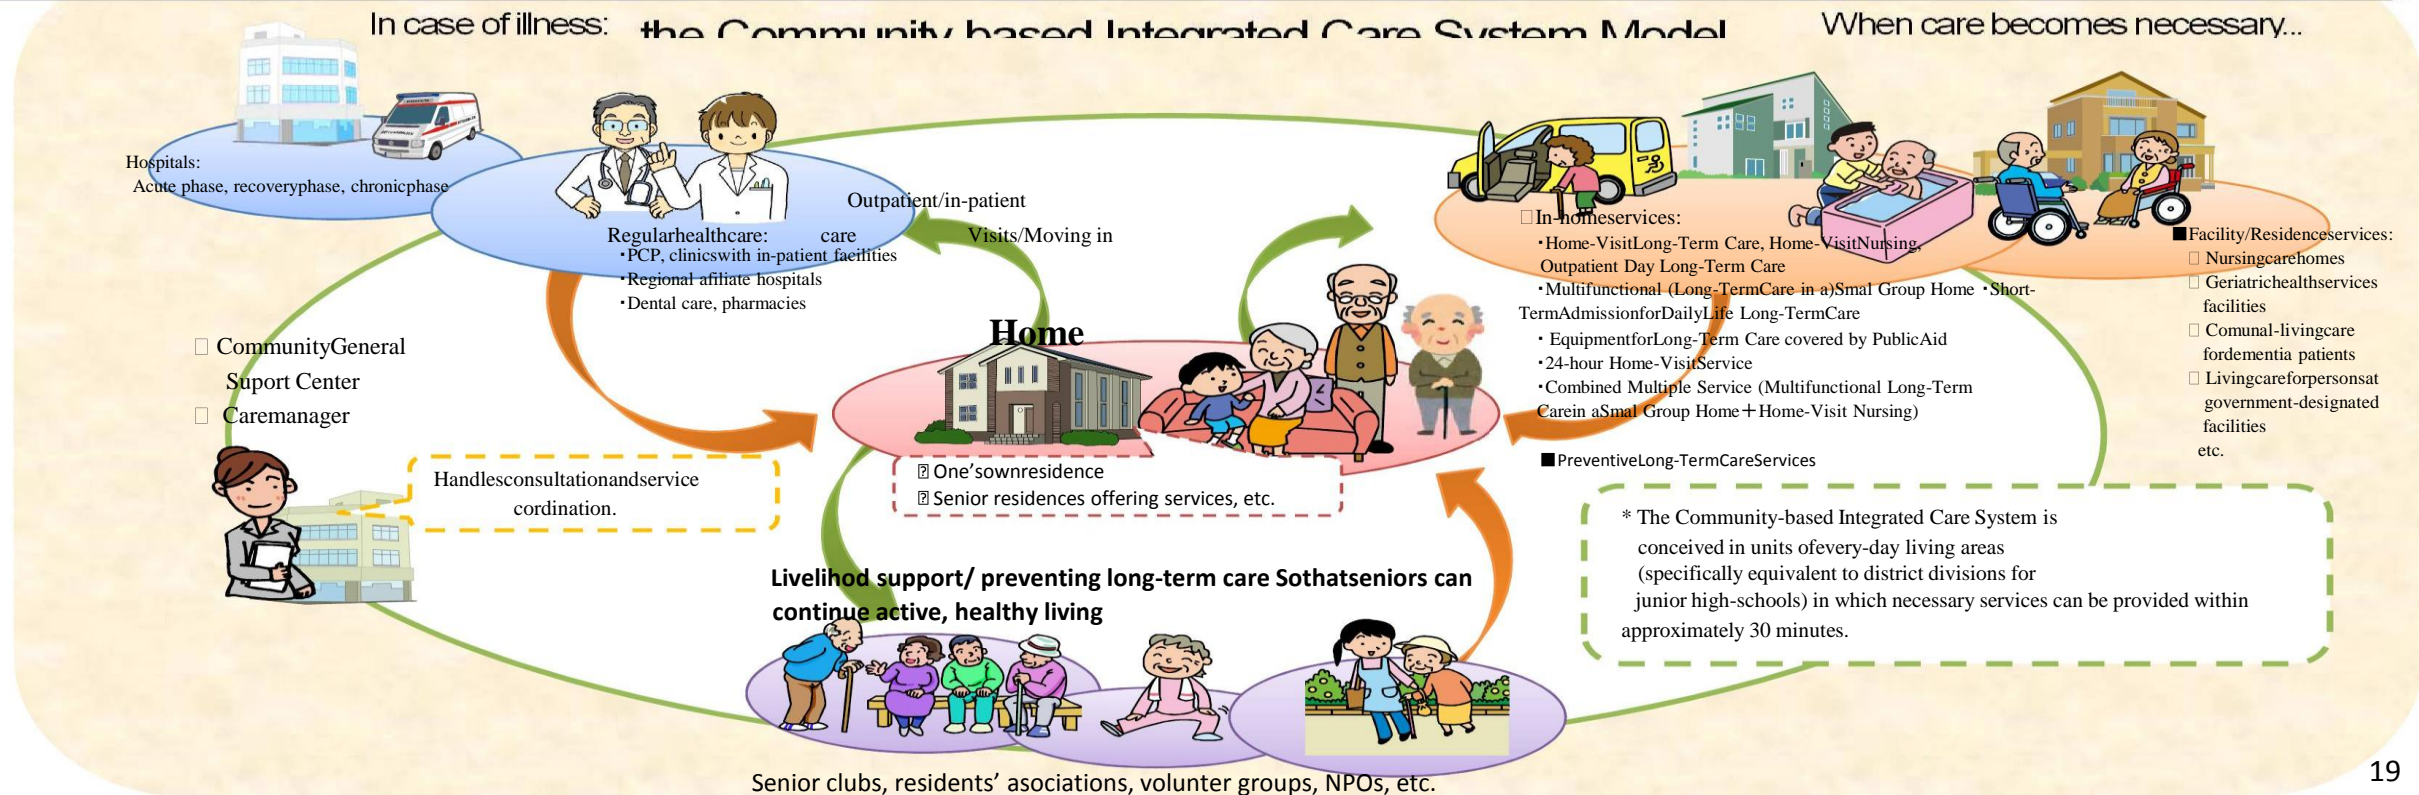 In case of illness:
the Community based Integrated Care System Model
When care becomes necessary...
Hospitals:
Acute phase, recoveryphase, chronicphase
Outpatient/in-patient
Regularhealthcare: care
Visits/Moving in
・PCP, clinicswith in-patient facilities
・Regional afiliate hospitals
・Dental care, pharmacies
□In-homeservices:
・Home-VisitLong-Term Care, Home-VisitNursing,
Outpatient Day Long-Term Care
・Multifunctional (Long-TermCare in a)Smal Group Home ・Short-
TermAdmissionforDailyLife Long-TermCare
・ EquipmentforLong-Term Care covered by PublicAid
・24-hour Home-VisitService
・Combined Multiple Service (Multifunctional Long-Term
Carein aSmal Group Home＋Home-Visit Nursing)
■PreventiveLong-TermCareServices
■Facility/Residenceservices:
□ Nursingcarehomes
□ Geriatrichealthservices
facilities
□ Comunal-livingcare
fordementia patients
□ Livingcareforpersonsat
government-designated
facilities
etc.
Home
□ CommunityGeneral
Suport Center
□ Caremanager
Handlesconsultationandservice
cordination.
⍰ One’sownresidence
⍰ Senior residences offering services, etc.
* The Community-based Integrated Care System is
conceived in units ofevery-day living areas
(specifically equivalent to district divisions for
junior high-schools) in which necessary services can be provided within
approximately 30 minutes.
Livelihod support/ preventing long-term care Sothatseniors can
continue active, healthy living
Senior clubs, residents’ asociations, volunter groups, NPOs, etc.
19